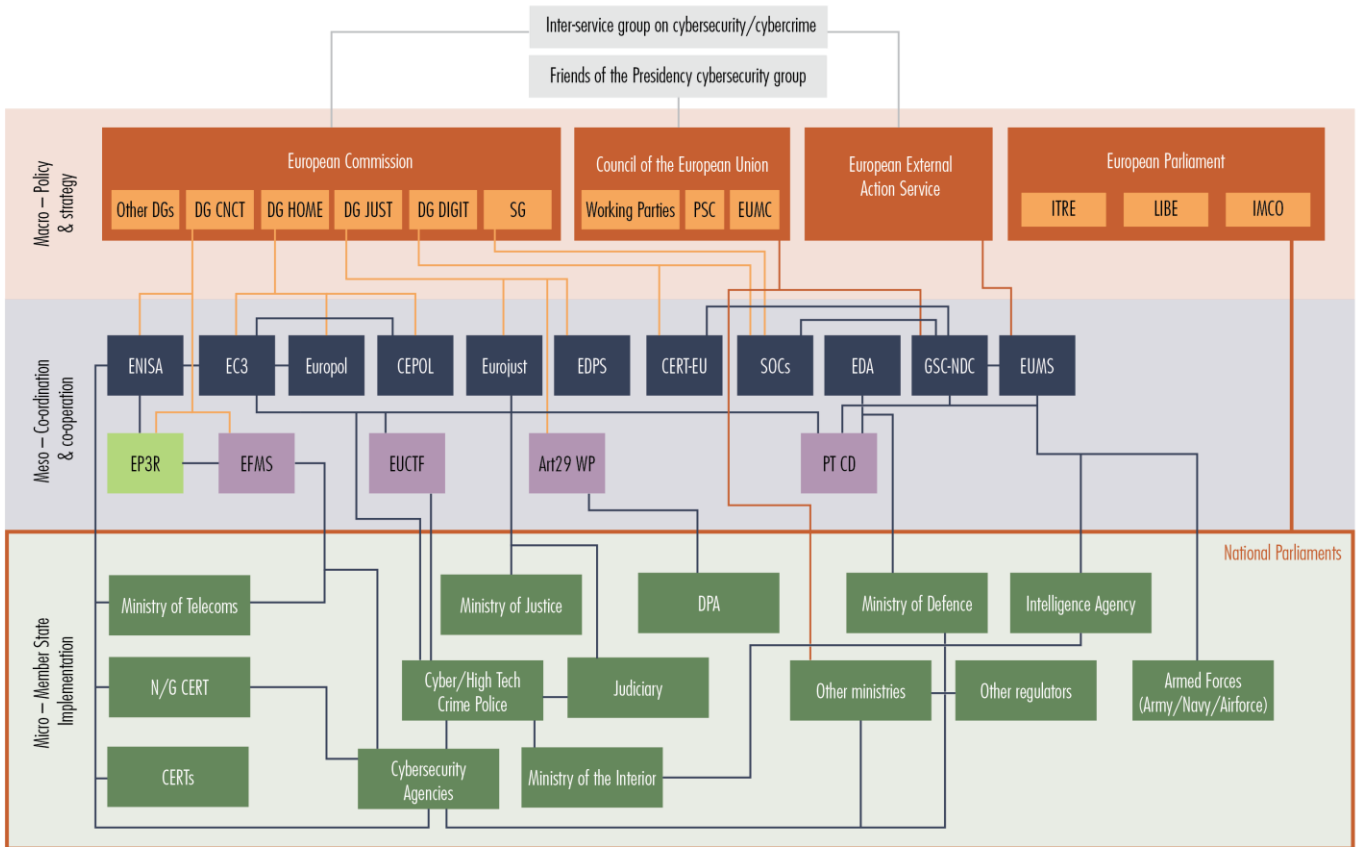 Inter-service group on cybersecurity/cybercrime
Friends of the Presidency cybersecurity group
Macro – Policy
& strategy
European Commission
Other DGs
DG CNCT
DG HOME
DG JUST
DG DIGIT
SG
Council of the European Union
Working Parties
PSC
EUMC
European External
Action Service
European Parliament
ITRE
LIBE
IMCO
Meso – Co-ordination
& co-operation
ENISA
EC3
Europol
CEPOL
Eurojust
EDPS
CERT-EU
SOCs
EDA
GSC-NDC
EUMS
EP3R
EFMS
EUCTF
Art29 WP
PT CD
National Parliaments
Micro – Member State
Implementation
Ministry of Telecoms
Ministry of Justice
DPA
Ministry of Defence
Intelligence Agency
N/G CERT
Cyber/High Tech
Crime Police
Judiciary
Other ministries
Other regulators
Armed Forces
(Army/Navy/Airforce)
CERTs
Cybersecurity
Agencies
Ministry of the Interior